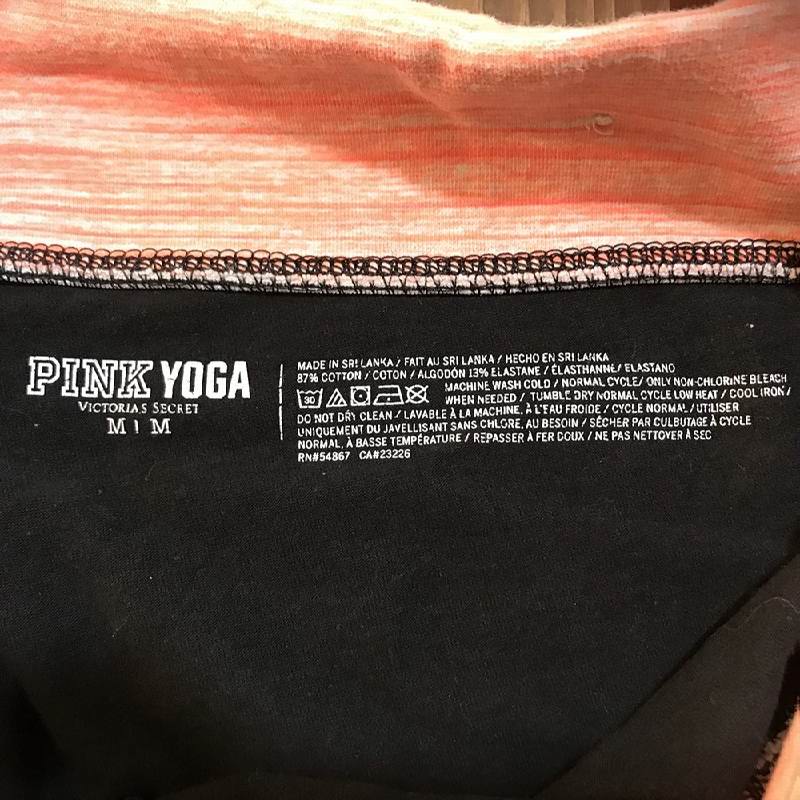 PINK YOGA
VICTORIA'S SECRET
M | M
MADE IN SRI LANKA / FAIT AU SRI LANKA / HECHO EN SRI LANKA
87% COTTON / COTON / ALGODÓN 13% ELASTANE / ÉLASTHANNE / ELASTANO
30 MACHINE WASH COLD / NORMAL CYCLE / ONLY NON-CHLORINE BLEACH
WHEN NEEDED / TUMBLE DRY NORMAL CYCLE LOW HEAT / COOL IRON /
DO NOT DRY CLEAN / LAVABLE À LA MACHINE, À L'EAU FROIDE / CYCLE NORMAL / UTILISER
UNIQUEMENT DU JAVELLISANT SANS CHLORE, AU BESOIN / SÉCHER PAR CULBUTAGE À CYCLE
NORMAL, À BASSE TEMPÉRATURE / REPASSER À FER DOUX / NE PAS NETTOYER À SEC
RN#54867 CA#23226